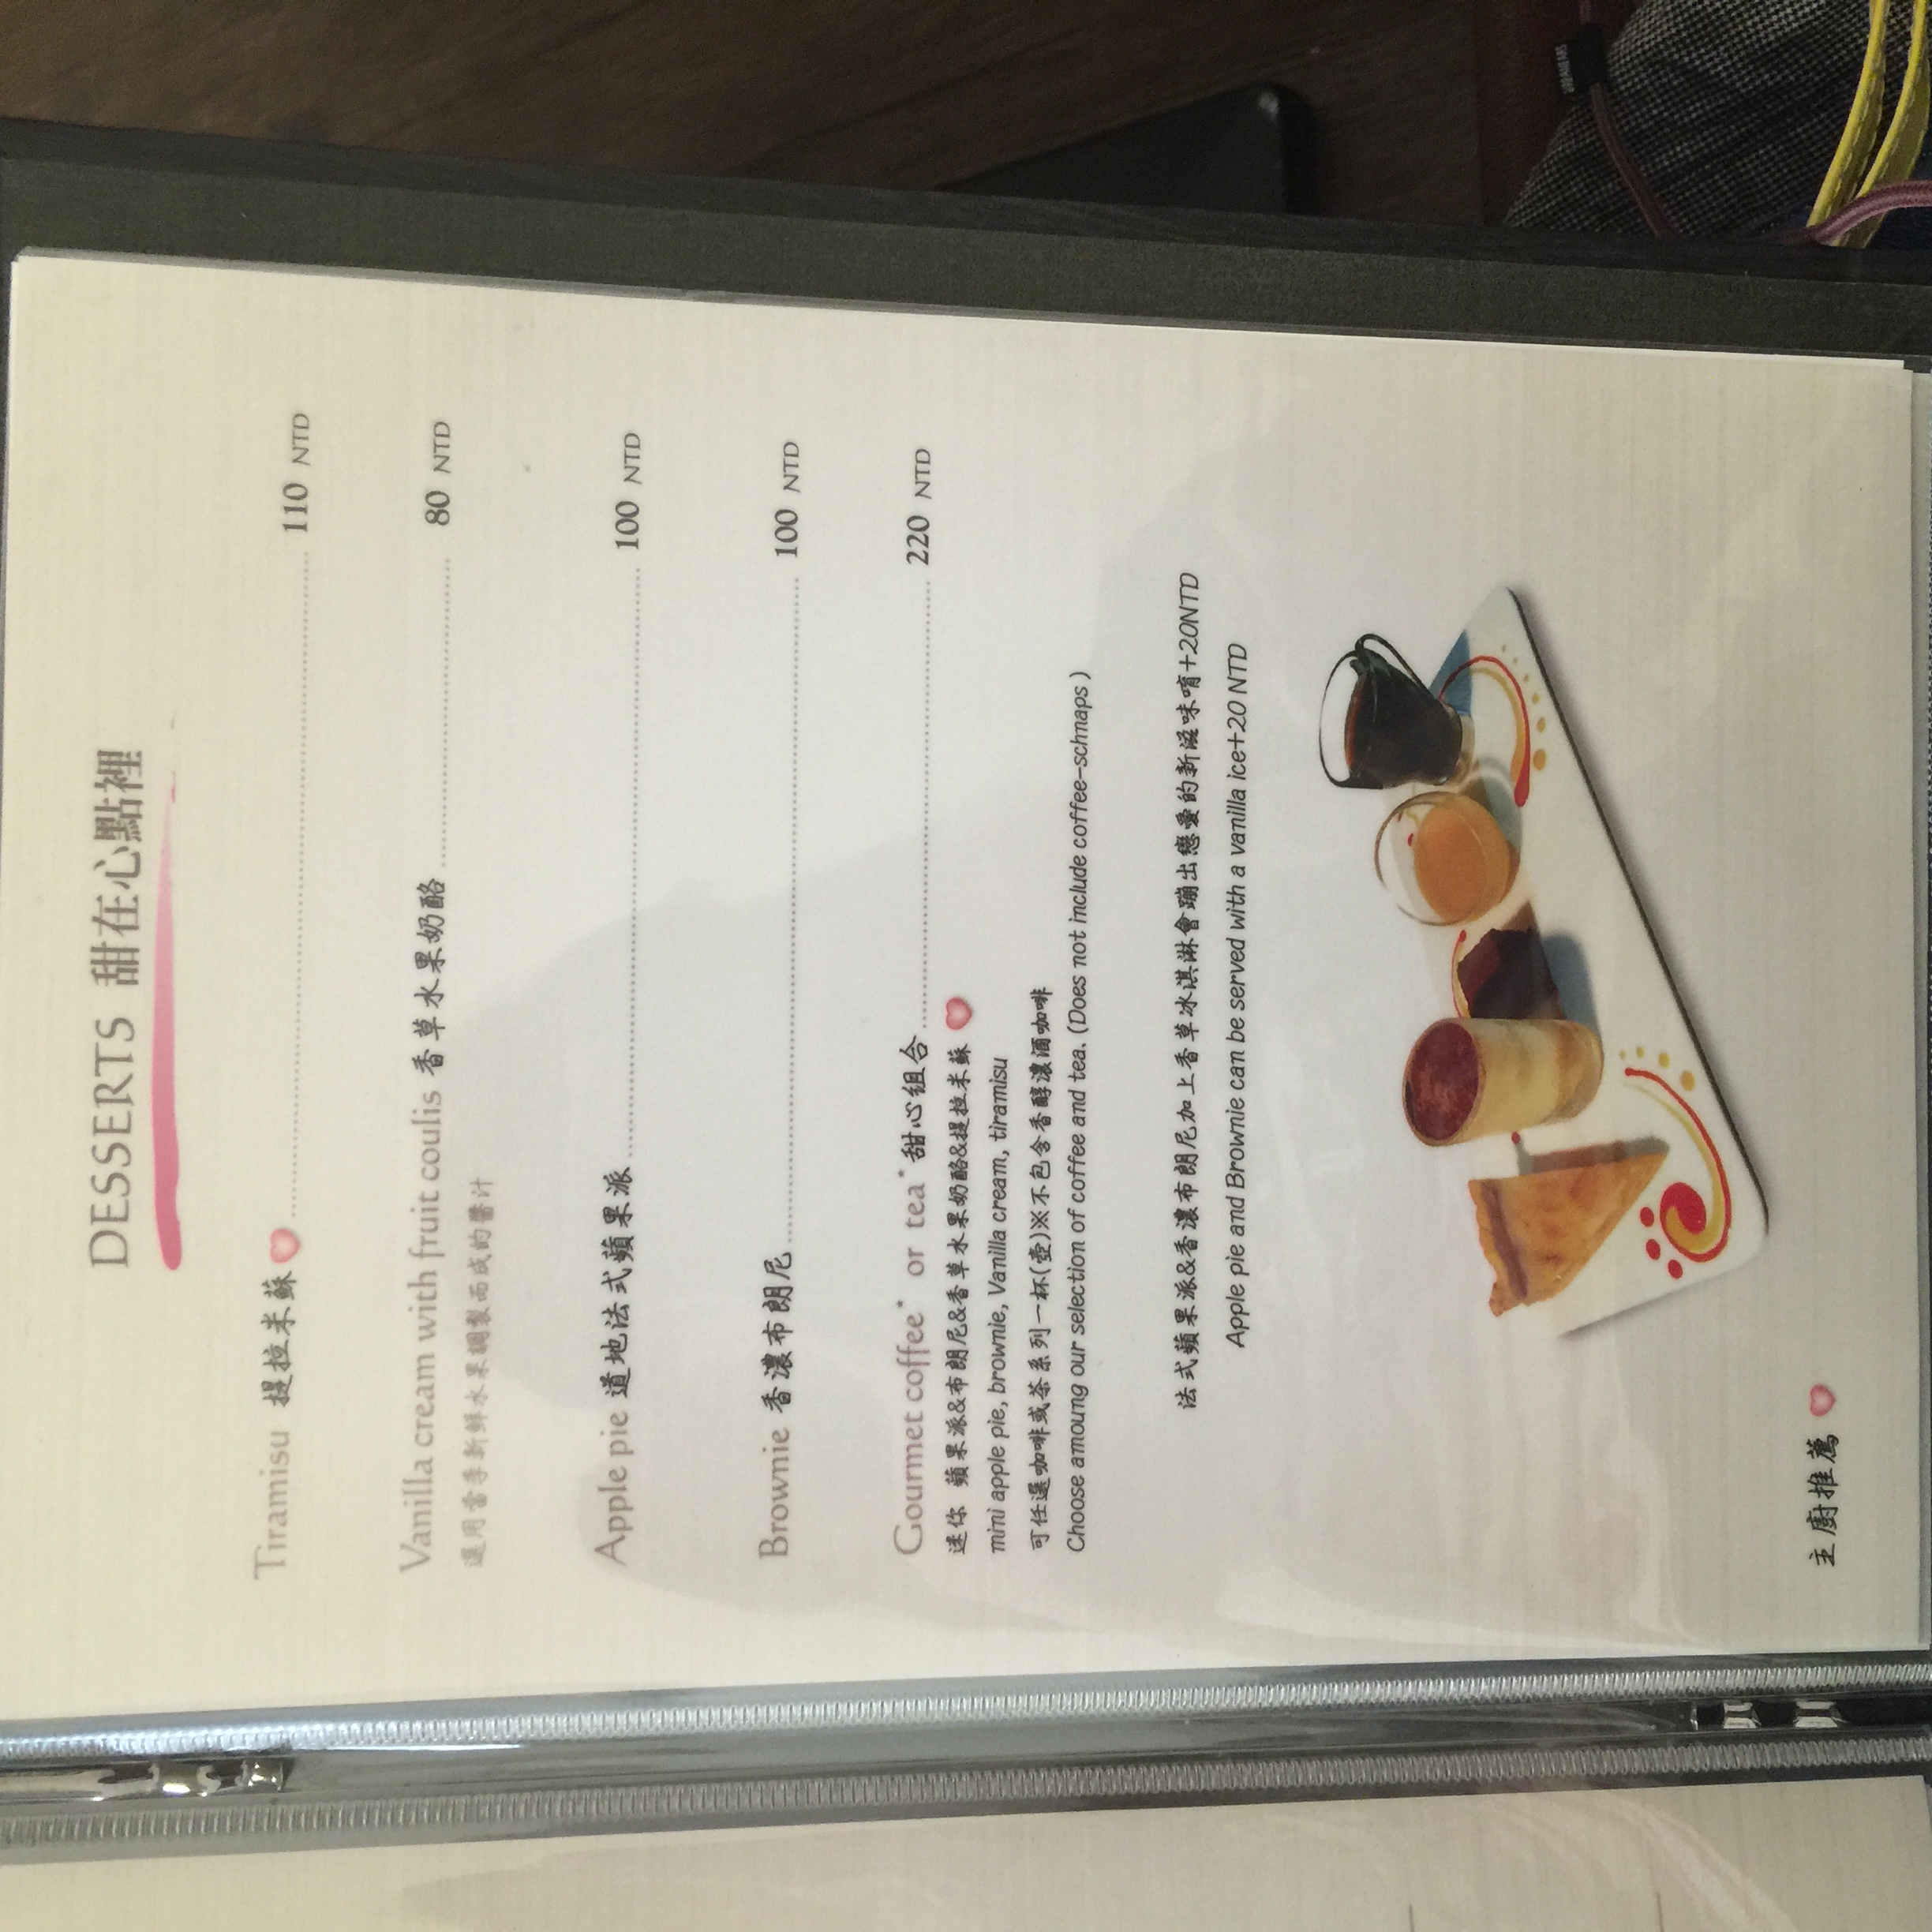 DESSERTS 甜在心點裡
Tiramisu 提拉米蘇 110 NTD
Vanilla cream with fruit coulis 香草水果奶酪 80 NTD
選用當季新鮮水果調製而成的醬汁
Apple pie 道地法式蘋果派 100 NTD
Brownie 香濃布朗尼 100 NTD
Gourmet coffee* or tea* 甜心組合 220 NTD
迷你 蘋果派&布朗尼&香草水果奶酪&提拉米蘇
mini apple pie, brownie, Vanilla cream, tiramisu
可任選咖啡或茶系列一杯(壺)※不包含香醇濃酒咖啡
Choose amoung our selection of coffee and tea. (Does not include coffee-schnaps )
法式蘋果派&香濃布朗尼加上香草冰淇淋會蹦出戀愛的新滋味唷+20NTD
Apple pie and Brownie can be served with a vanilla ice+20 NTD
主廚推薦
URBANEARS